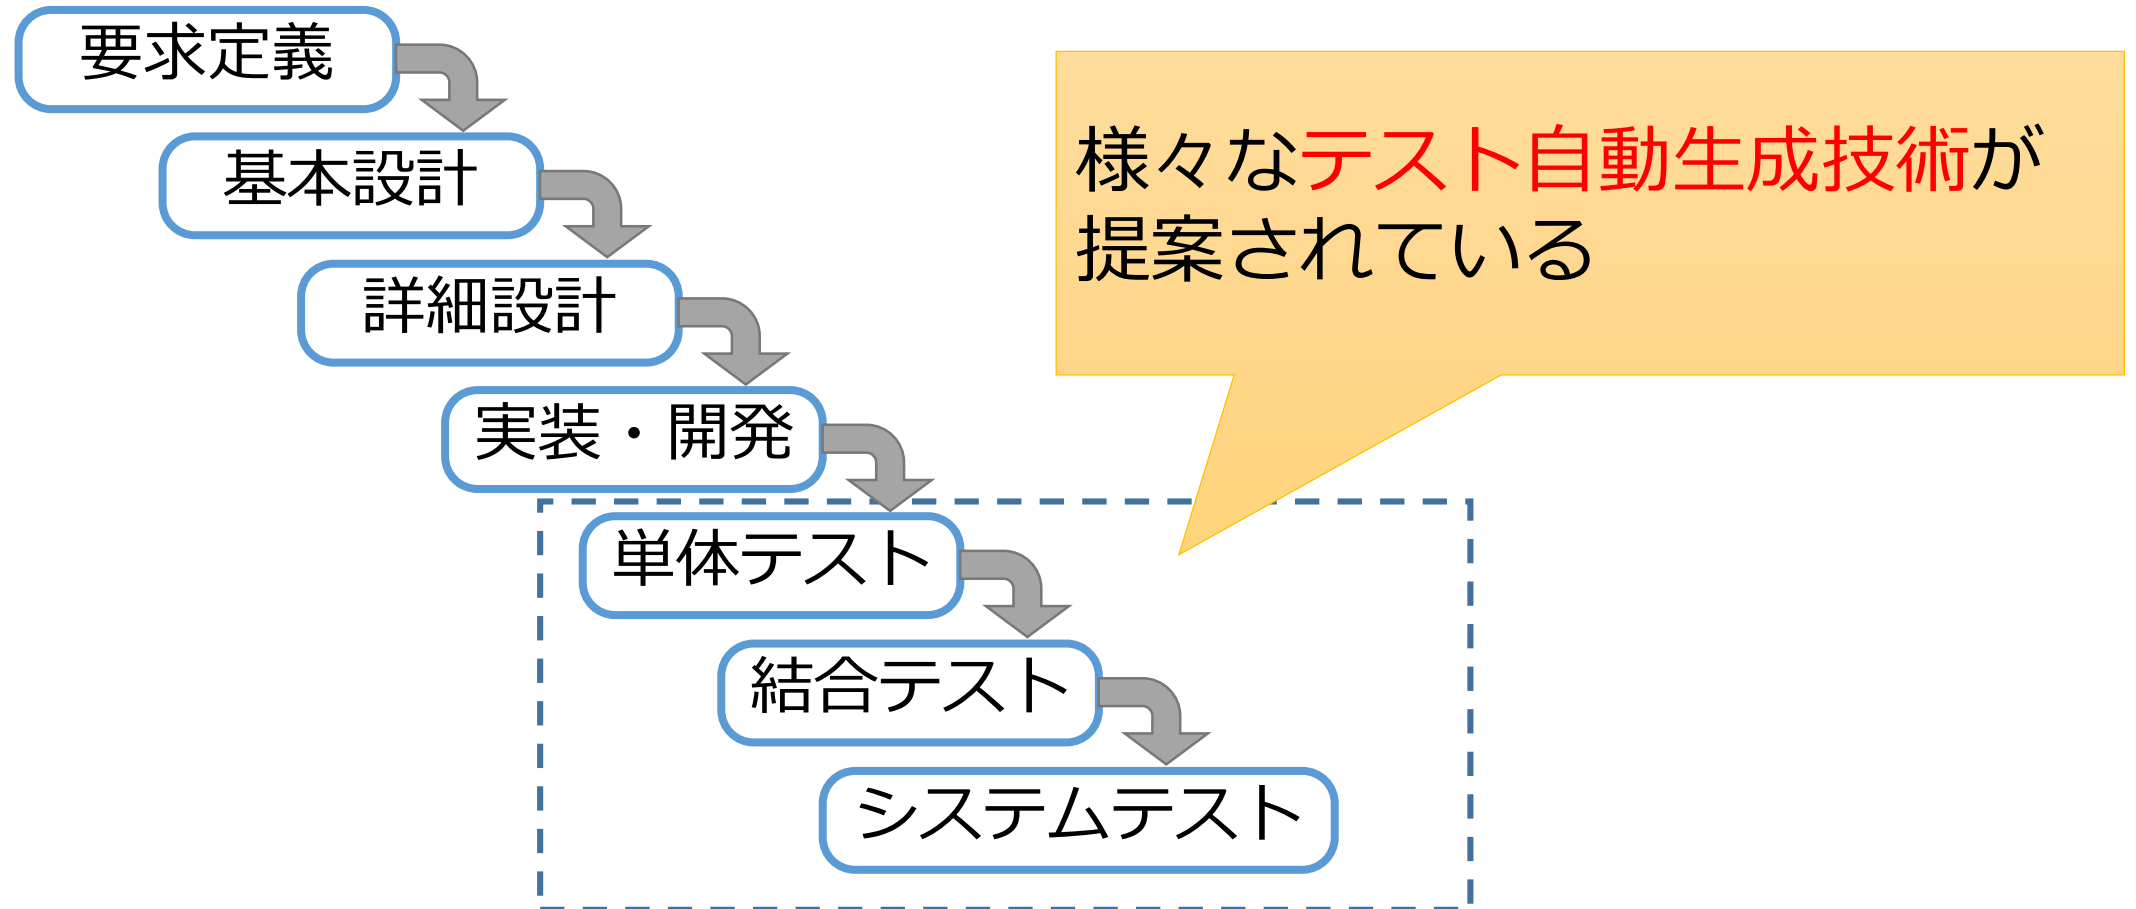 要求定義
基本設計
詳細設計
実装・開発
単体テスト
結合テスト
システムテスト
様々なテスト自動生成技術が
提案されている